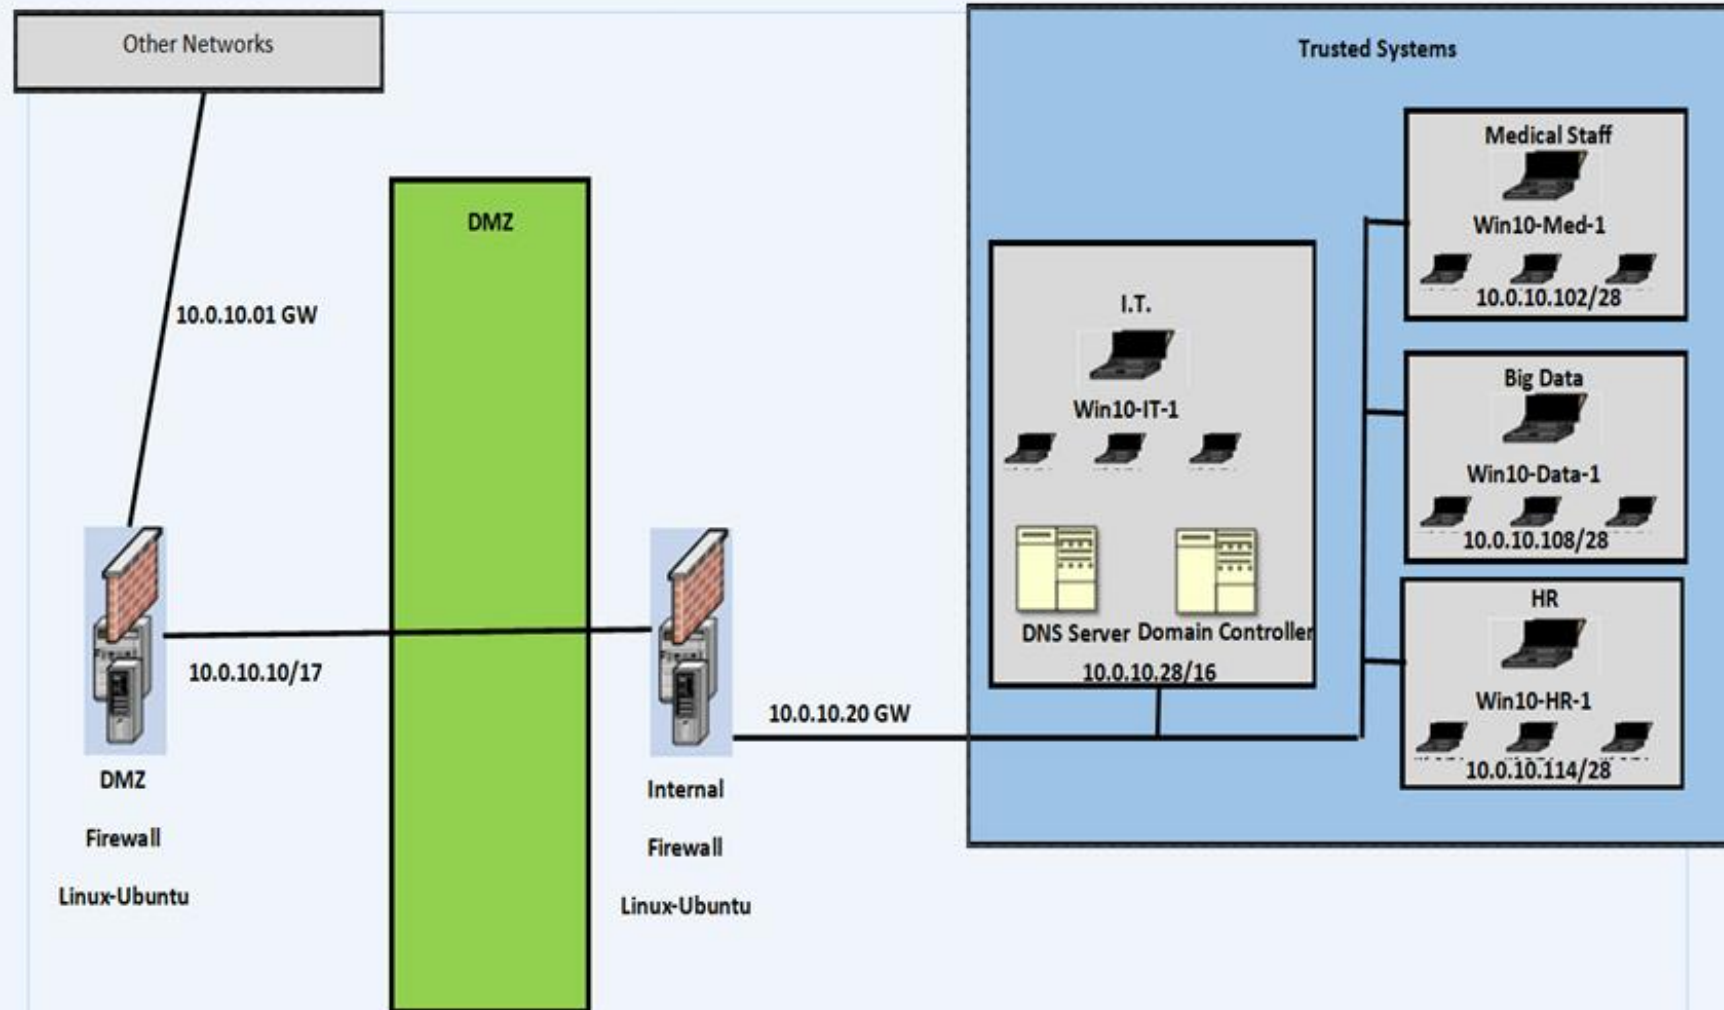 Other Networks
10.0.10.01 GW
DMZ
10.0.10.10/17
DMZ
Firewall
Linux-Ubuntu
Internal
Firewall
Linux-Ubuntu
10.0.10.20 GW
Trusted Systems
I.T.
Win10-IT-1
DNS Server
Domain Controller
10.0.10.28/16
Medical Staff
Win10-Med-1
10.0.10.102/28
Big Data
Win10-Data-1
10.0.10.108/28
HR
Win10-HR-1
10.0.10.114/28